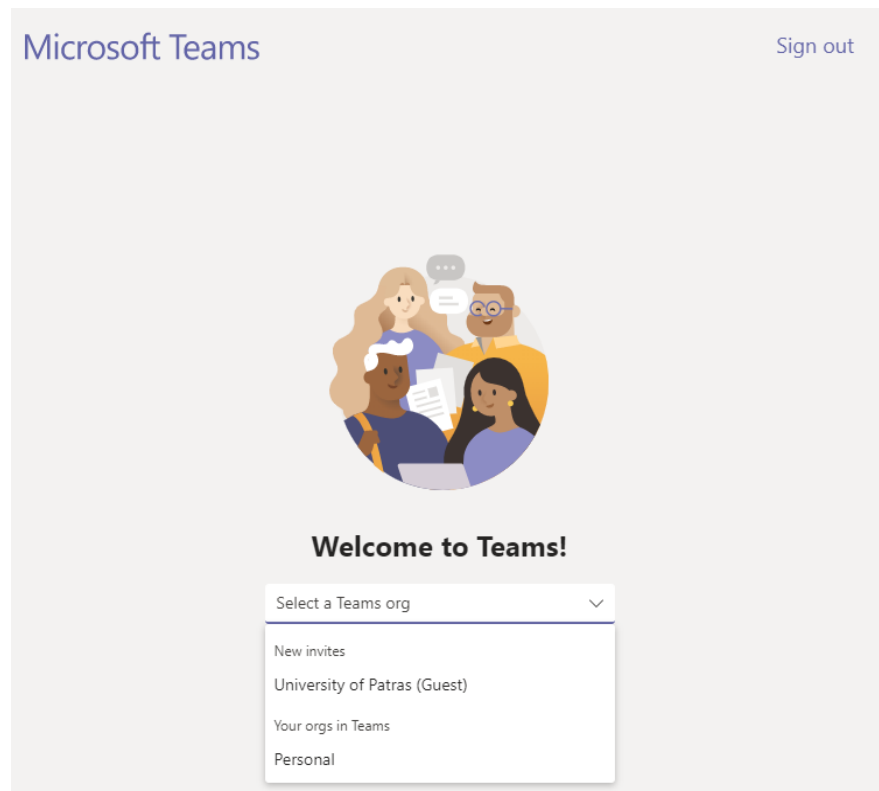 Microsoft Teams
Sign out
Welcome to Teams!
Select a Teams org
New invites
University of Patras (Guest)
Your orgs in Teams
Personal